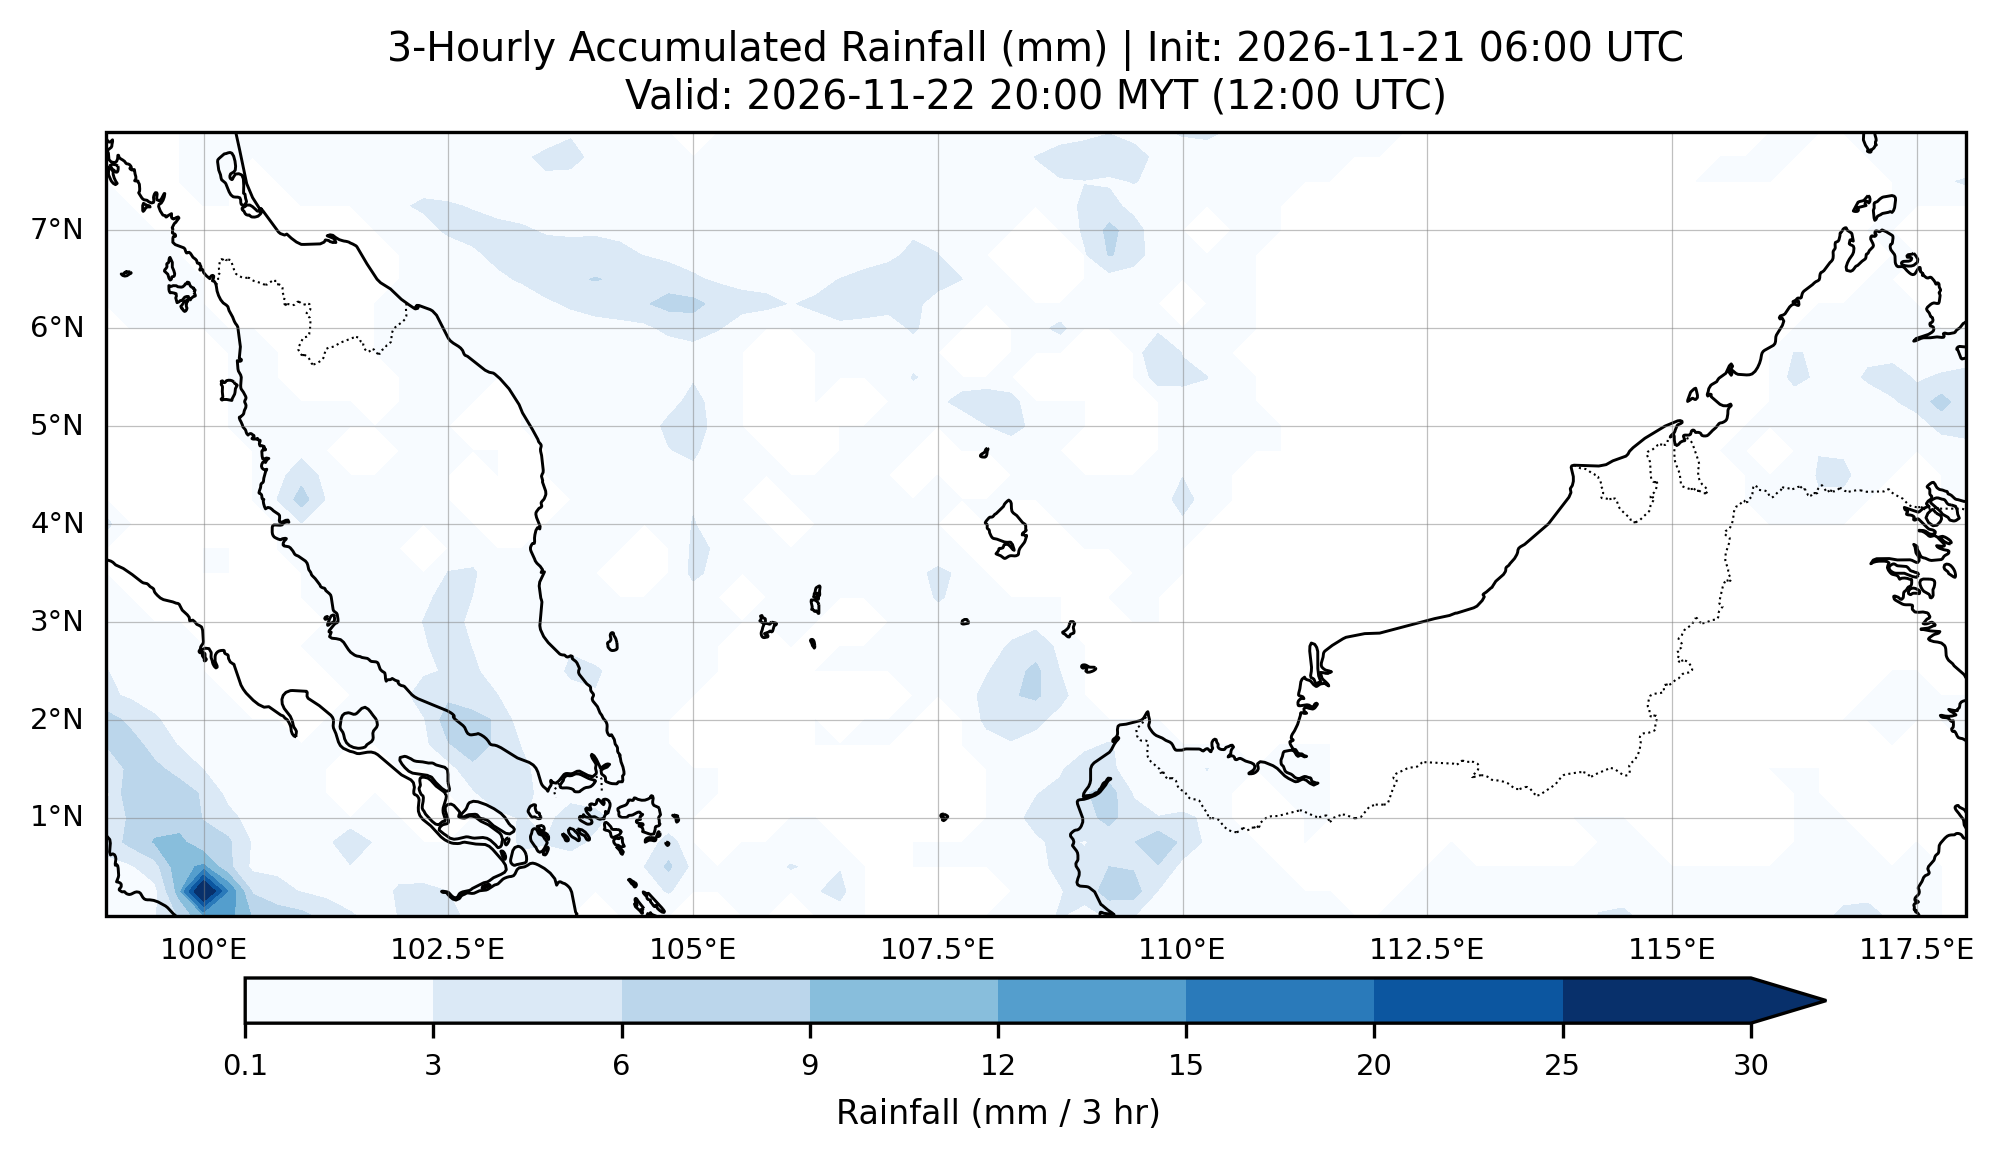 3-Hourly Accumulated Rainfall (mm) | Init: 2026-11-21 06:00 UTC
Valid: 2026-11-22 20:00 MYT (12:00 UTC)
7°N
6°N
5°N
4°N
3°N
2°N
1°N
100°E 102.5°E 105°E 107.5°E 110°E 112.5°E 115°E 117.5°E
0.1 3 6 9 12 15 20 25 30
Rainfall (mm / 3 hr)